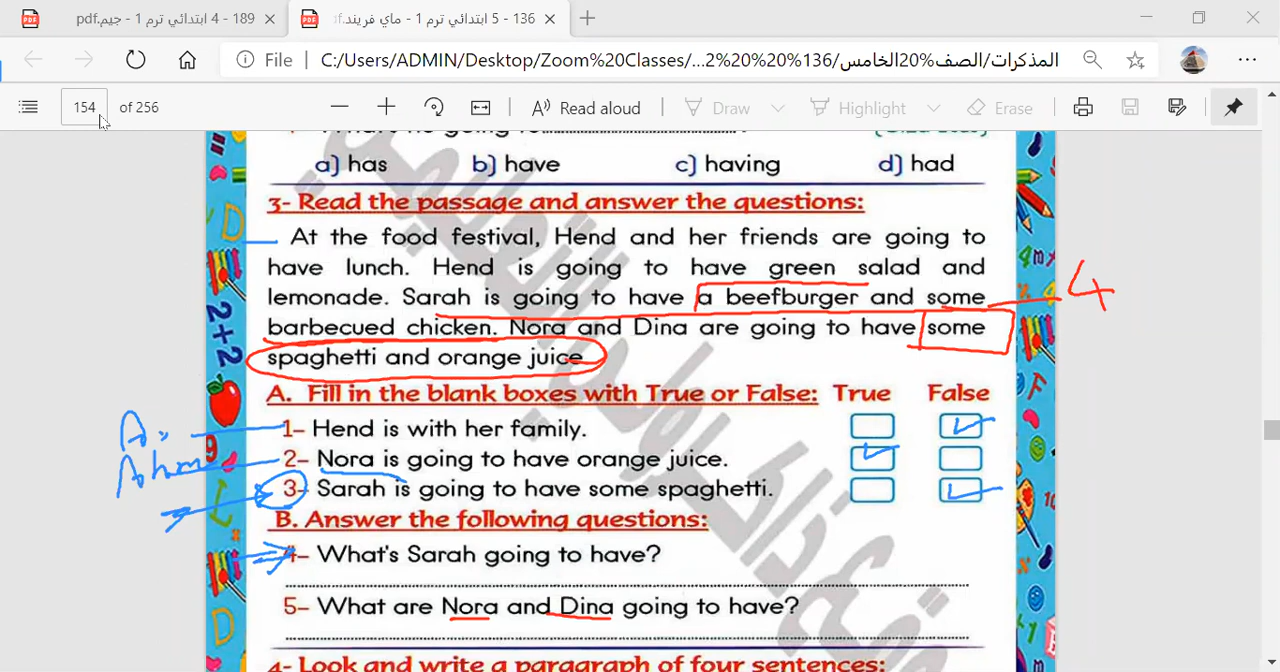 189 - 4 ابتدائي ترم 1 - جيم.pdf
136 - 5 ابتدائي ترم 1 - ماي فريند.pdf
File C:/Users/ADMIN/Desktop/Zoom%20Classes/...2%20%20%136/المذكرات/الصف%20الخامس
154 of 256 Read aloud Draw Highlight Erase
a) has b) have c) having d) had
3- Read the passage and answer the questions:
At the food festival, Hend and her friends are going to
have lunch. Hend is going to have green salad and
lemonade. Sarah is going to have a beefburger and some
4
barbecued chicken. Nora and Dina are going to have some
spaghetti and orange juice
A. Fill in the blank boxes with True or False: True False
1- Hend is with her family.
2- Nora is going to have orange juice.
3- Sarah is going to have some spaghetti.
B. Answer the following questions:
4- What's Sarah going to have?
5- What are Nora and Dina going to have?
4- Look and write a paragraph of four sentences: